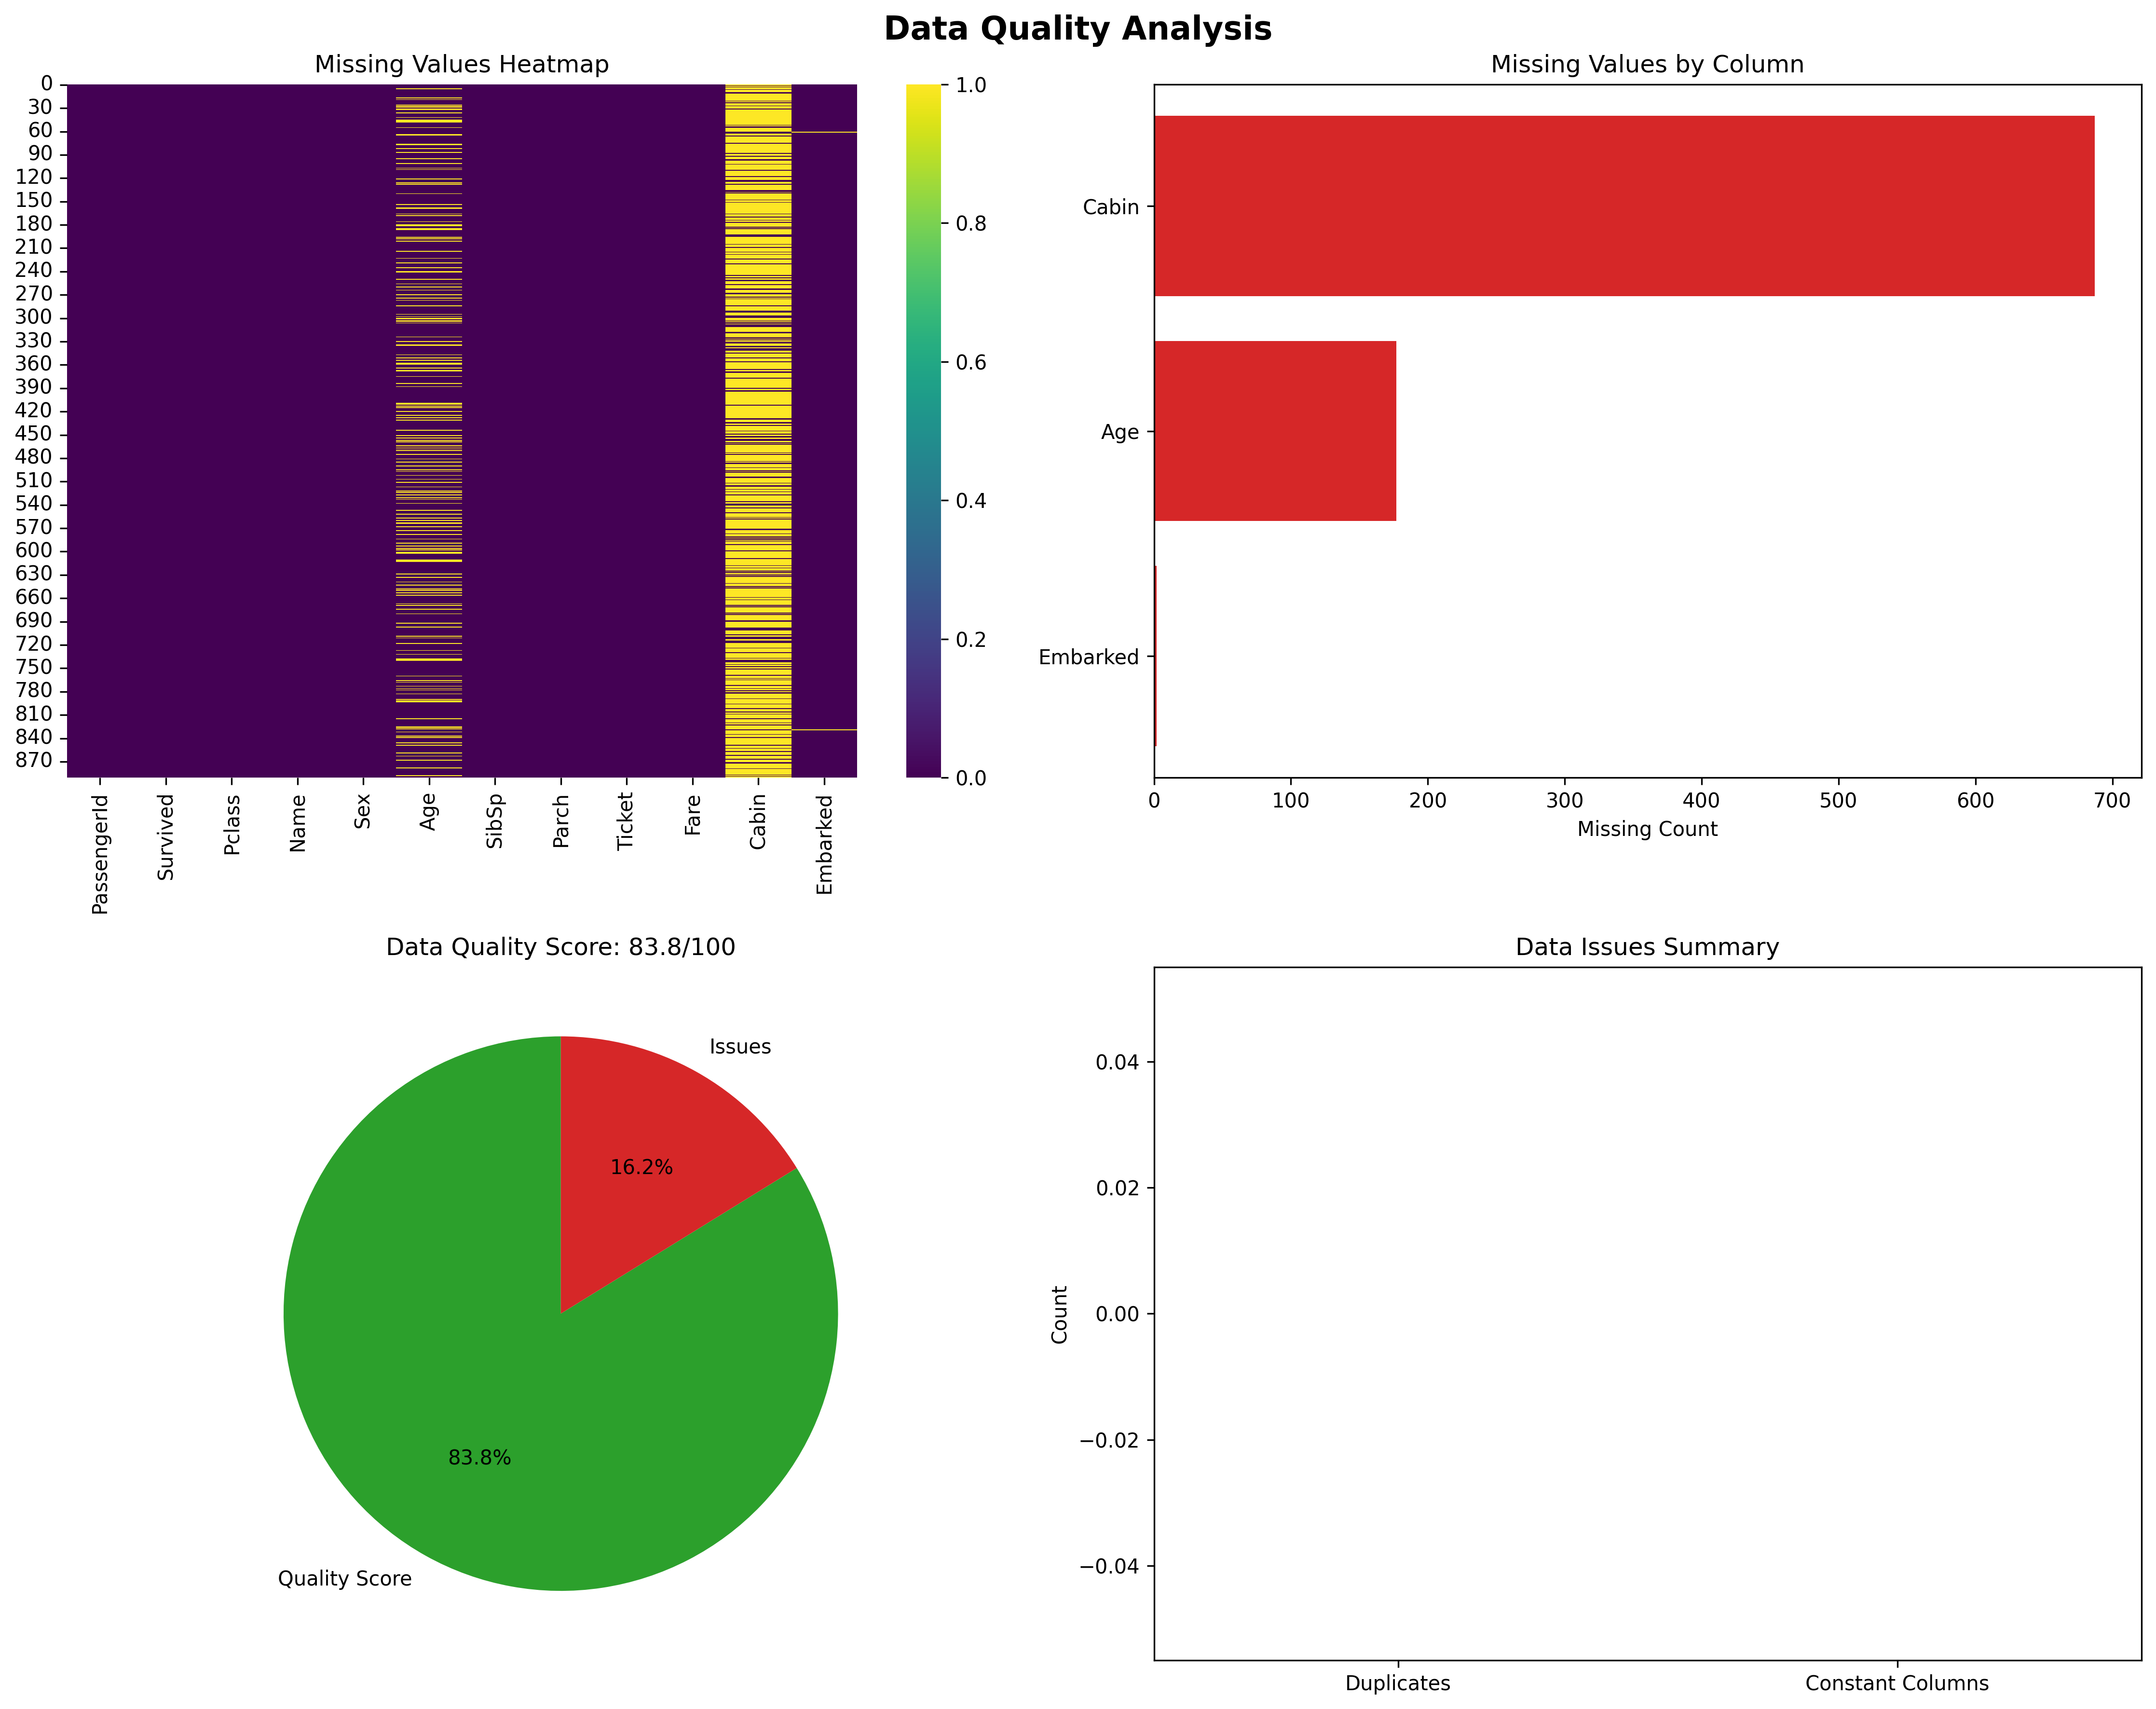 Data Quality Analysis
Missing Values Heatmap
0
30
60
90
120
150
180
210
240
270
300
330
360
390
420
450
480
510
540
570
600
630
660
690
720
750
780
810
840
870
PassengerId
Survived
Pclass
Name
Sex
Age
SibSp
Parch
Ticket
Fare
Cabin
Embarked
1.0
0.8
0.6
0.4
0.2
0.0
Missing Values by Column
Cabin
Age
Embarked
0 100 200 300 400 500 600 700
Missing Count
Data Quality Score: 83.8/100
Issues
16.2%
83.8%
Quality Score
Data Issues Summary
Count
0.04
0.02
0.00
−0.02
−0.04
Duplicates
Constant Columns